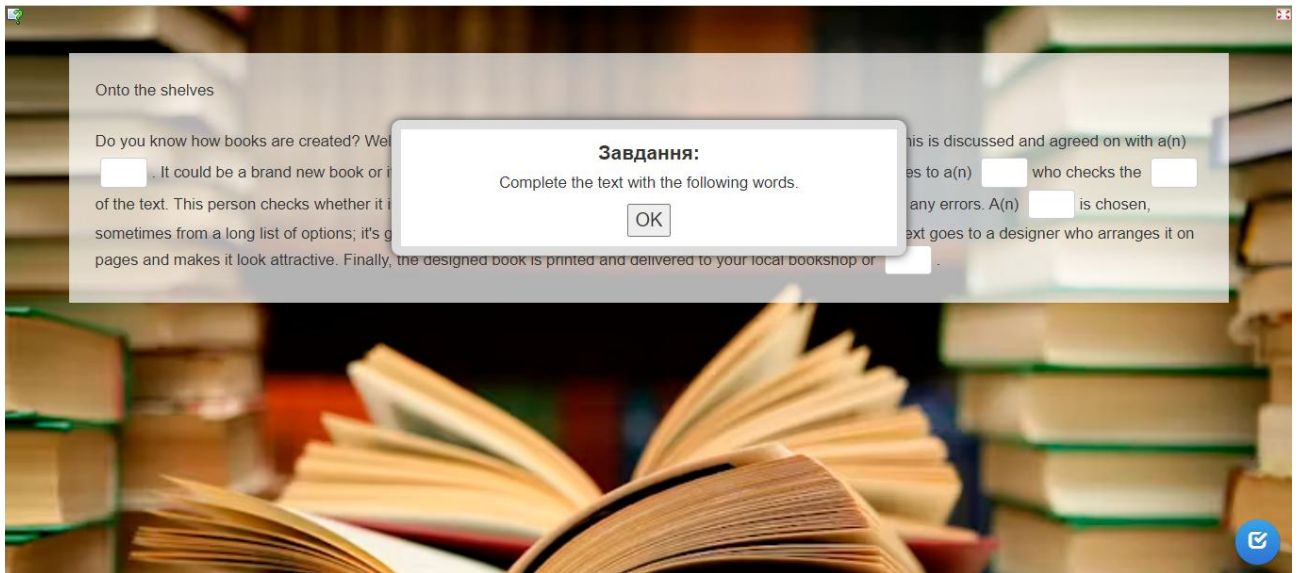 Onto the shelves
Do you know how books are created? his is discussed and agreed on with a(n)
. It could be a brand new book or to a(n) who checks the
of the text. This person checks whether it any errors. A(n) is chosen,
sometimes from a long list of options; it's goes to a designer who arranges it on
pages and makes it look attractive. Finally, the designed book is printed and delivered to your local bookshop or .
Завдання:
Complete the text with the following words.
OK